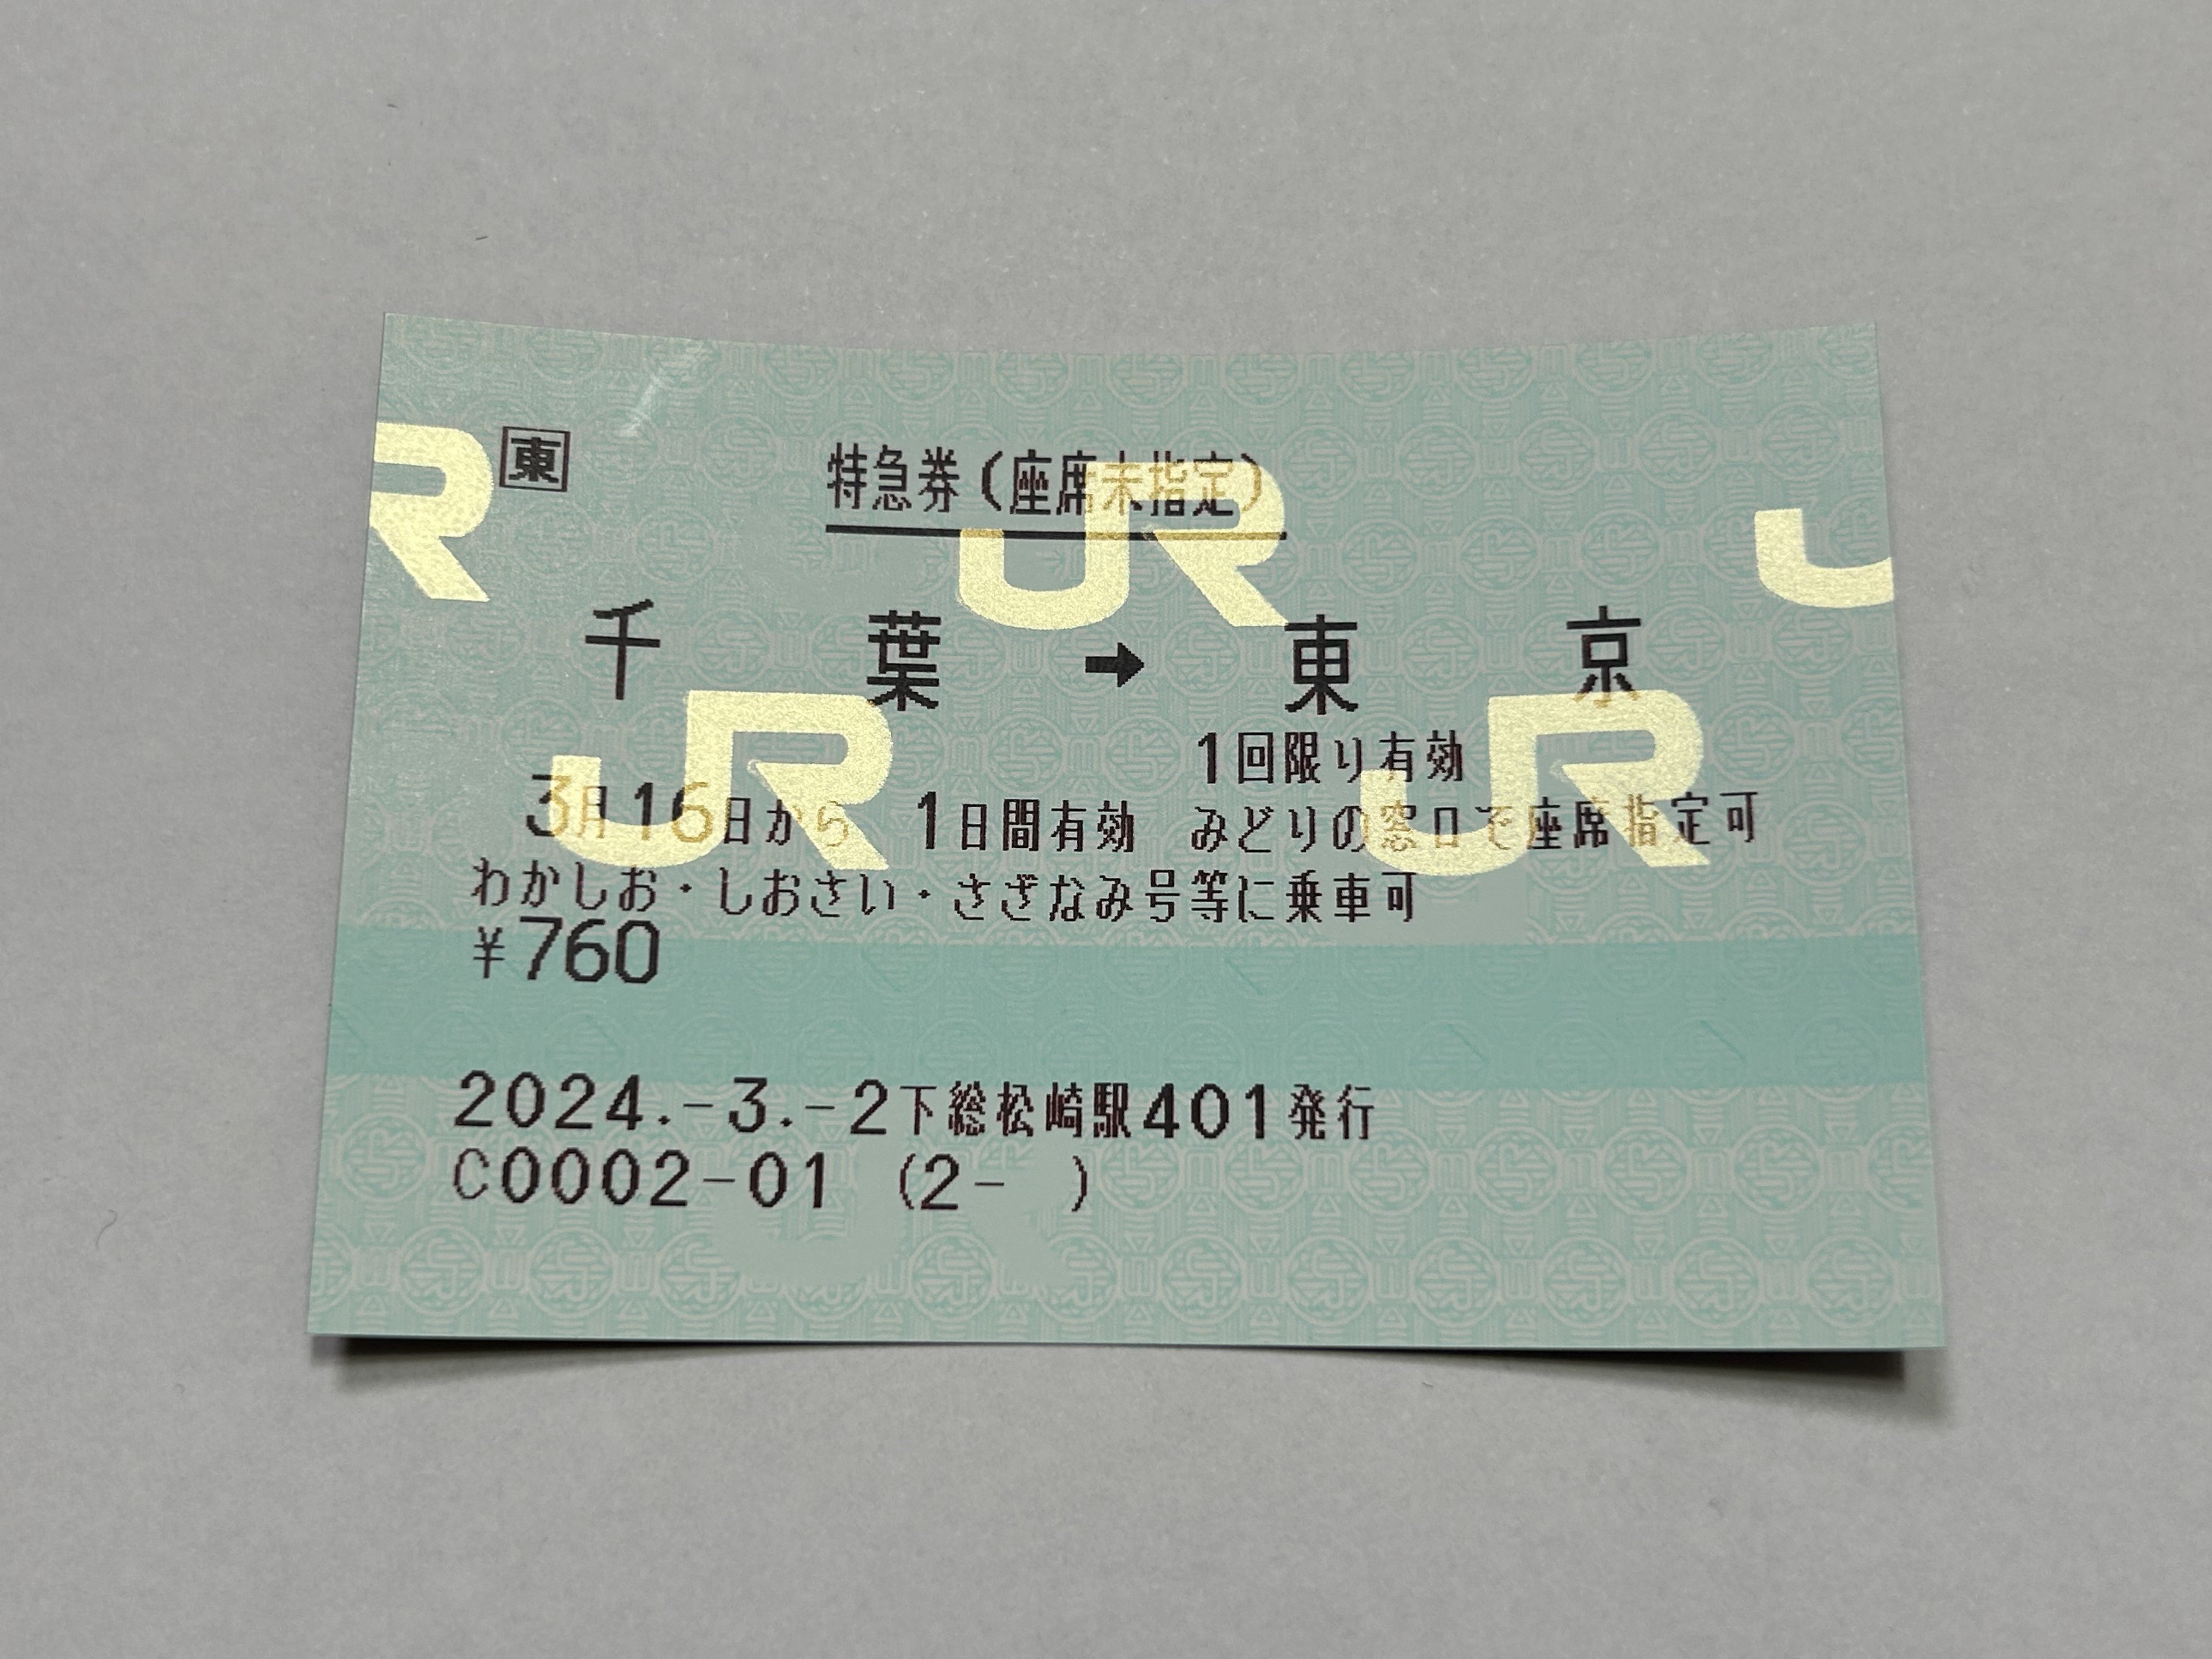 東 特急券(座席未指定)
千葉➡東京
1回限り有効
3月16日から 1日間有効 みどりの窓口で座席指定可
わかしお・しおさい・さざなみ号等に乗車可
¥760
2024.-3.-2下総松崎駅401発行
C0002-01 (2- )
JR
JR
JR